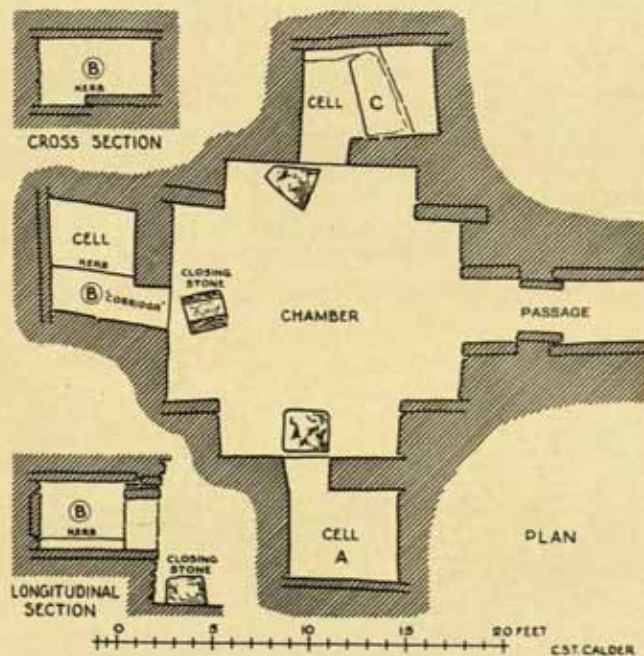 B
KERB
CROSS SECTION
CELL
C
CELL
KERB
B "CORRIDOR"
CLOSING
STONE
CHAMBER
PASSAGE
CELL
A
PLAN
B
KERB
CLOSING
STONE
LONGITUDINAL
SECTION
0 5 10 15 20 FEET
C.S.T. CALDER